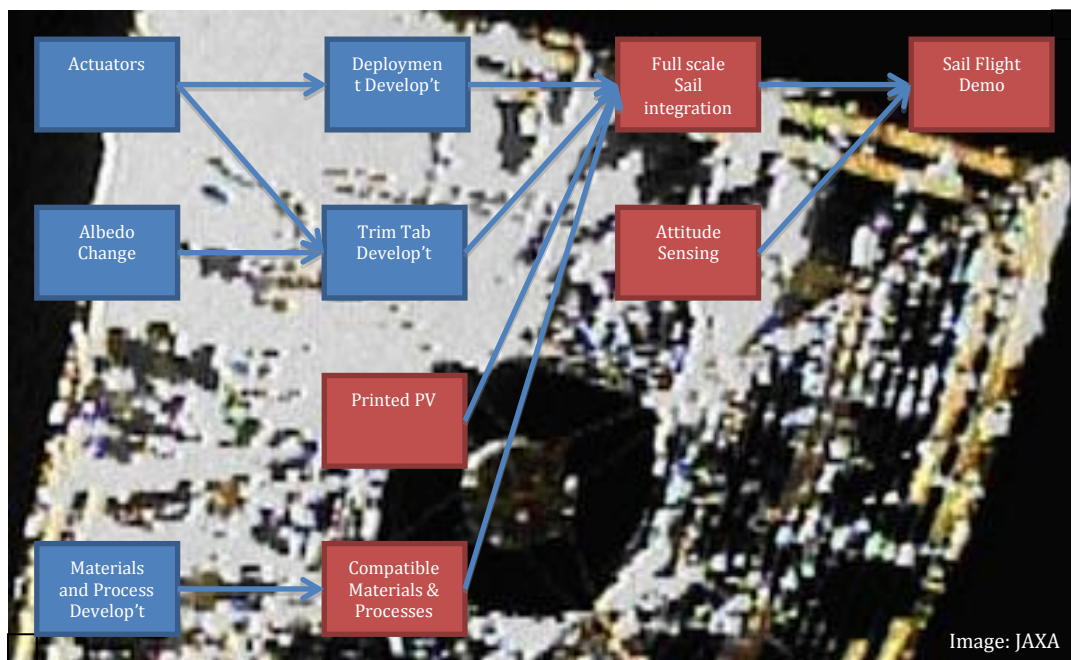 Actuators
Deploymen
t Develop't
Full scale
Sail
integration
Sail Flight
Demo
Albedo
Change
Trim Tab
Develop't
Attitude
Sensing
Printed PV
Materials
and Process
Develop't
Compatible
Materials &
Processes
Image: JAXA